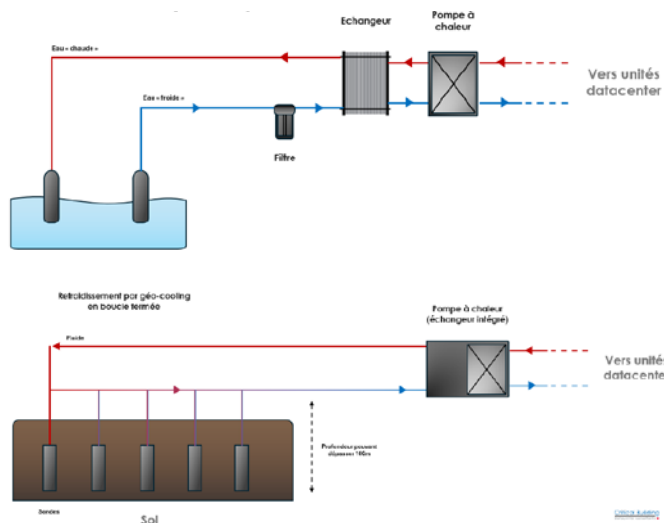 Echangeur
Pompe à
chaleur
Eau « chaude »
Vers unités
datacenter
Eau « froide »
Filtre
Refroidissement par géo-cooling
en boucle fermée
Pompe à chaleur
(échangeur intégré)
Fluide
Vers unités
datacenter
Profondeur pouvant
dépasser 100m
Sondes
Sol